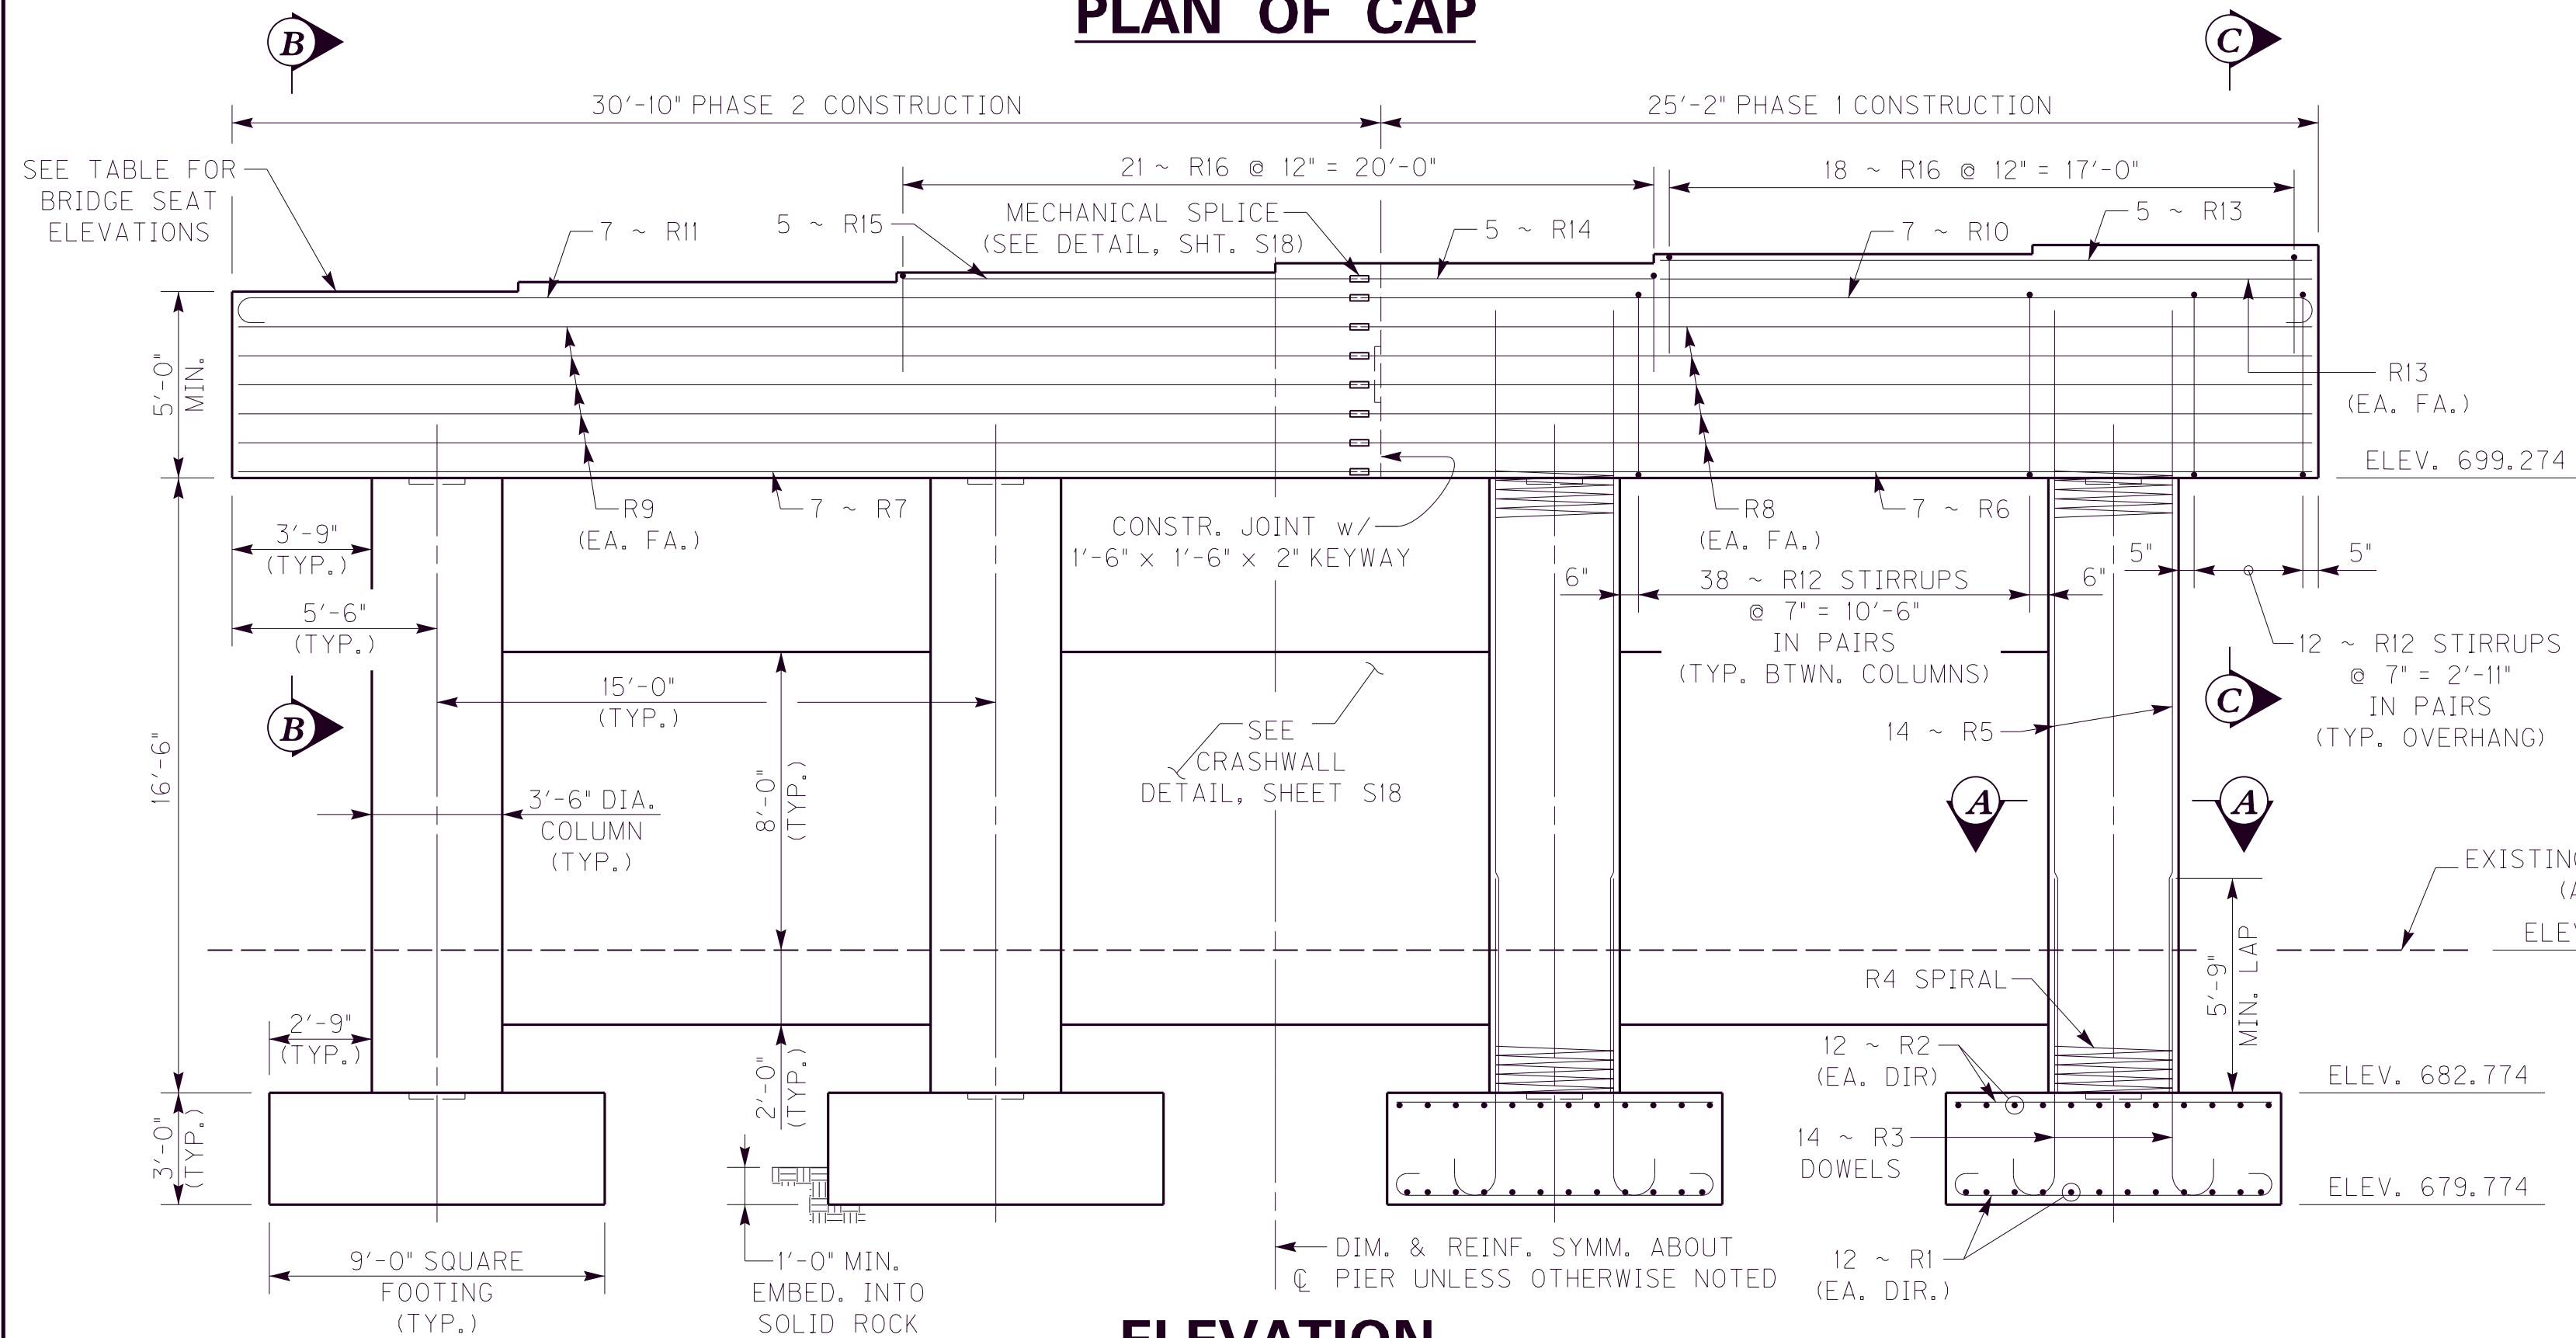 PLAN OF CAP
B
C
30'-10" PHASE 2 CONSTRUCTION
25'-2" PHASE 1 CONSTRUCTION
SEE TABLE FOR
BRIDGE SEAT
ELEVATIONS
21 ~ R16 @ 12" = 20'-0"
18 ~ R16 @ 12" = 17'-0"
7 ~ R11
5 ~ R15
MECHANICAL SPLICE
(SEE DETAIL, SHT. S18)
5 ~ R14
7 ~ R10
5 ~ R13
5'-0"
MIN.
R13
(EA. FA.)
ELEV. 699.274
3'-9"
(TYP.)
R9
(EA. FA.)
7 ~ R7
CONSTR. JOINT w/
1'-6" x 1'-6" x 2" KEYWAY
R8
(EA. FA.)
7 ~ R6
5'-6"
(TYP.)
6"
38 ~ R12 STIRRUPS
@ 7" = 10'-6"
IN PAIRS
(TYP. BTWN. COLUMNS)
6"
5"
5"
12 ~ R12 STIRRUPS
@ 7" = 2'-11"
IN PAIRS
(TYP. OVERHANG)
15'-0"
(TYP.)
B
C
16'-6"
SEE
CRASHWALL
DETAIL, SHEET S18
14 ~ R5
3'-6" DIA.
COLUMN
(TYP.)
8'-0"
(TYP.)
A
A
EXISTING
(A
ELEV
R4 SPIRAL
5'-9"
MIN. LAP
2'-9"
(TYP.)
2'-0"
(TYP.)
12 ~ R2
(EA. DIR)
ELEV. 682.774
3'-0"
(TYP.)
14 ~ R3
DOWELS
ELEV. 679.774
9'-0" SQUARE
FOOTING
(TYP.)
1'-0" MIN.
EMBED. INTO
SOLID ROCK
DIM. & REINF. SYMM. ABOUT
℄ PIER UNLESS OTHERWISE NOTED
12 ~ R1
(EA. DIR.)
ELEVATION